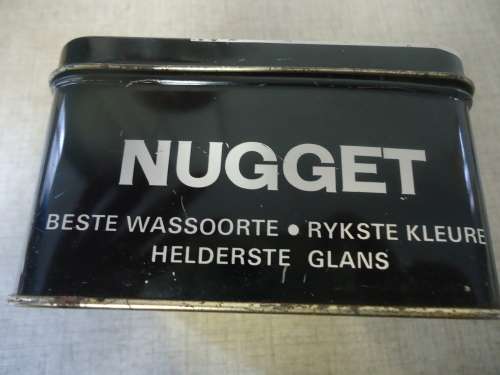 NUGGET
BESTE WASSOORTE • RYKSTE KLEURE
HELDERSTE GLANS